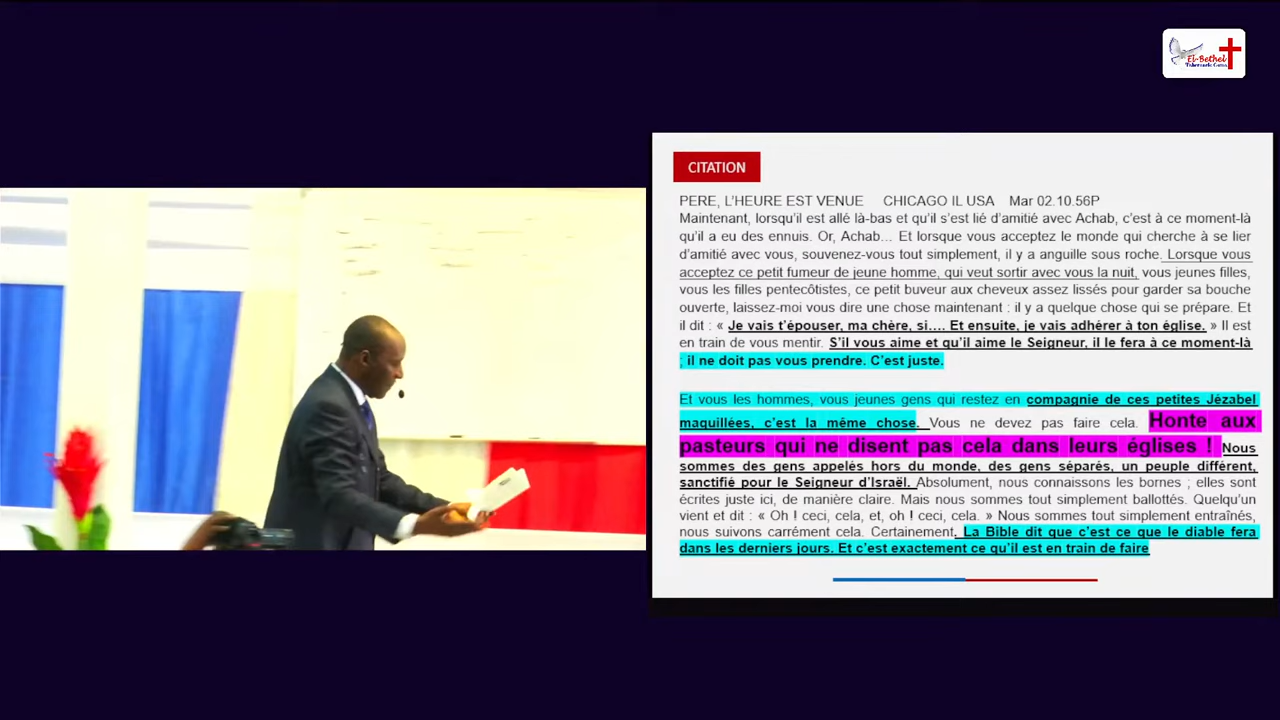 El-Bethel
CITATION
PERE, L’HEURE EST VENUE CHICAGO IL USA Mar 02.10.56P
Maintenant, lorsqu’il est allé là-bas et qu’il s’est lié d’amitié avec Achab, c’est à ce moment-là
qu’il a eu des ennuis. Or, Achab… Et lorsque vous acceptez le monde qui cherche à se lier
d’amitié avec vous, souvenez-vous tout simplement, il y a anguille sous roche. Lorsque vous
acceptez ce petit fumeur de jeune homme, qui veut sortir avec vous la nuit, vous jeunes filles,
vous les filles pentecôtistes, ce petit buveur aux cheveux assez lissés pour garder sa bouche
ouverte, laissez-moi vous dire une chose maintenant : il y a quelque chose qui se prépare. Et
il dit : « Je vais t’épouser, ma chère, si…. Et ensuite, je vais adhérer à ton église. » Il est
en train de vous mentir. S’il vous aime et qu’il aime le Seigneur, il le fera à ce moment-là
; il ne doit pas vous prendre. C’est juste.
Et vous les hommes, vous jeunes gens qui restez en compagnie de ces petites Jézabel
maquillées, c’est la même chose. Vous ne devez pas faire cela. Honte aux
pasteurs qui ne disent pas cela dans leurs églises ! Nous
sommes des gens appelés hors du monde, des gens séparés, un peuple différent,
sanctifié pour le Seigneur d’Israël. Absolument, nous connaissons les bornes ; elles sont
écrites juste ici, de manière claire. Mais nous sommes tout simplement ballottés. Quelqu’un
vient et dit : « Oh ! ceci, cela, et, oh ! ceci, cela. » Nous sommes tout simplement entraînés,
nous suivons carrément cela. Certainement. La Bible dit que c’est ce que le diable fera
dans les derniers jours. Et c’est exactement ce qu’il est en train de faire